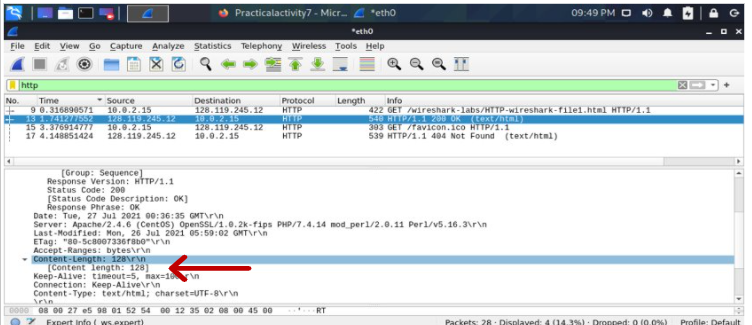 Practicalactivity7 - Micr... *eth0 09:49 PM
*eth0
File Edit View Go Capture Analyze Statistics Telephony Wireless Tools Help
http
No. Time Source Destination Protocol Length Info
9 0.316890571 10.0.2.15 128.119.245.12 HTTP 422 GET /wireshark-labs/HTTP-wireshark-file1.html HTTP/1.1
13 1.741277552 128.119.245.12 10.0.2.15 HTTP 540 HTTP/1.1 200 OK (text/html)
15 3.376914777 10.0.2.15 128.119.245.12 HTTP 303 GET /favicon.ico HTTP/1.1
17 4.148851424 128.119.245.12 10.0.2.15 HTTP 539 HTTP/1.1 404 Not Found (text/html)
[Group: Sequence]
Response Version: HTTP/1.1
Status Code: 200
[Status Code Description: OK]
Response Phrase: OK
Date: Tue, 27 Jul 2021 00:36:35 GMT\r\n
Server: Apache/2.4.6 (CentOS) OpenSSL/1.0.2k-fips PHP/7.4.14 mod_perl/2.0.11 Perl/v5.16.3\r\n
Last-Modified: Mon, 26 Jul 2021 05:59:02 GMT\r\n
ETag: "80-5c8007336f8b0"\r\n
Accept-Ranges: bytes\r\n
Content-Length: 128\r\n
[Content length: 128]
Keep-Alive: timeout=5, max=100\r\n
Connection: Keep-Alive\r\n
Content-Type: text/html; charset=UTF-8\r\n
\r\n
0000 08 00 27 e5 98 01 52 54 00 12 35 02 08 00 45 00 ··'···RT
Expert Info (_ws.expert) Packets: 28 · Displayed: 4 (14.3%) · Dropped: 0 (0.0%) Profile: Default